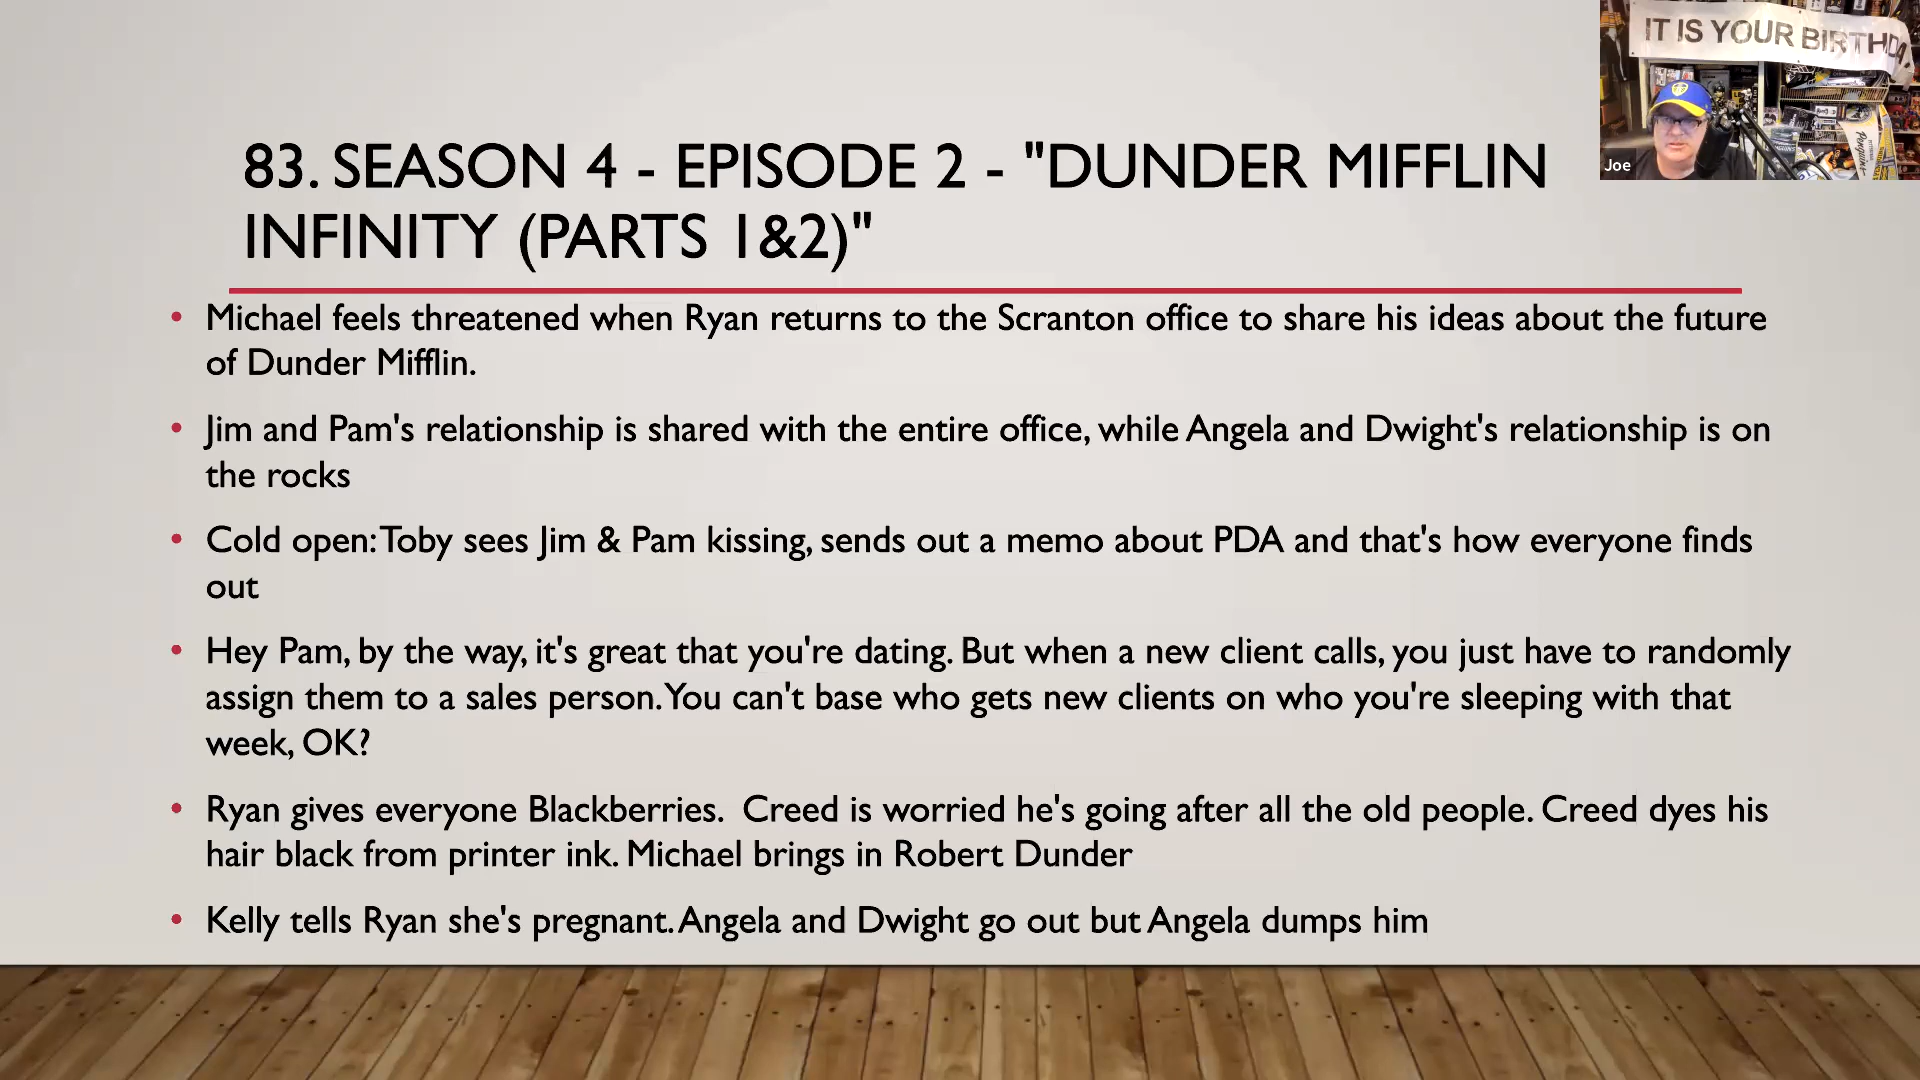 IT IS YOUR BIRTHDA
Joe
83. SEASON 4 - EPISODE 2 - "DUNDER MIFFLIN
INFINITY (PARTS 1&2)"
• Michael feels threatened when Ryan returns to the Scranton office to share his ideas about the future
of Dunder Mifflin.
• Jim and Pam's relationship is shared with the entire office, while Angela and Dwight's relationship is on
the rocks
• Cold open: Toby sees Jim & Pam kissing, sends out a memo about PDA and that's how everyone finds
out
• Hey Pam, by the way, it's great that you're dating. But when a new client calls, you just have to randomly
assign them to a sales person. You can't base who gets new clients on who you're sleeping with that
week, OK?
• Ryan gives everyone Blackberries.  Creed is worried he's going after all the old people. Creed dyes his
hair black from printer ink. Michael brings in Robert Dunder
• Kelly tells Ryan she's pregnant. Angela and Dwight go out but Angela dumps him